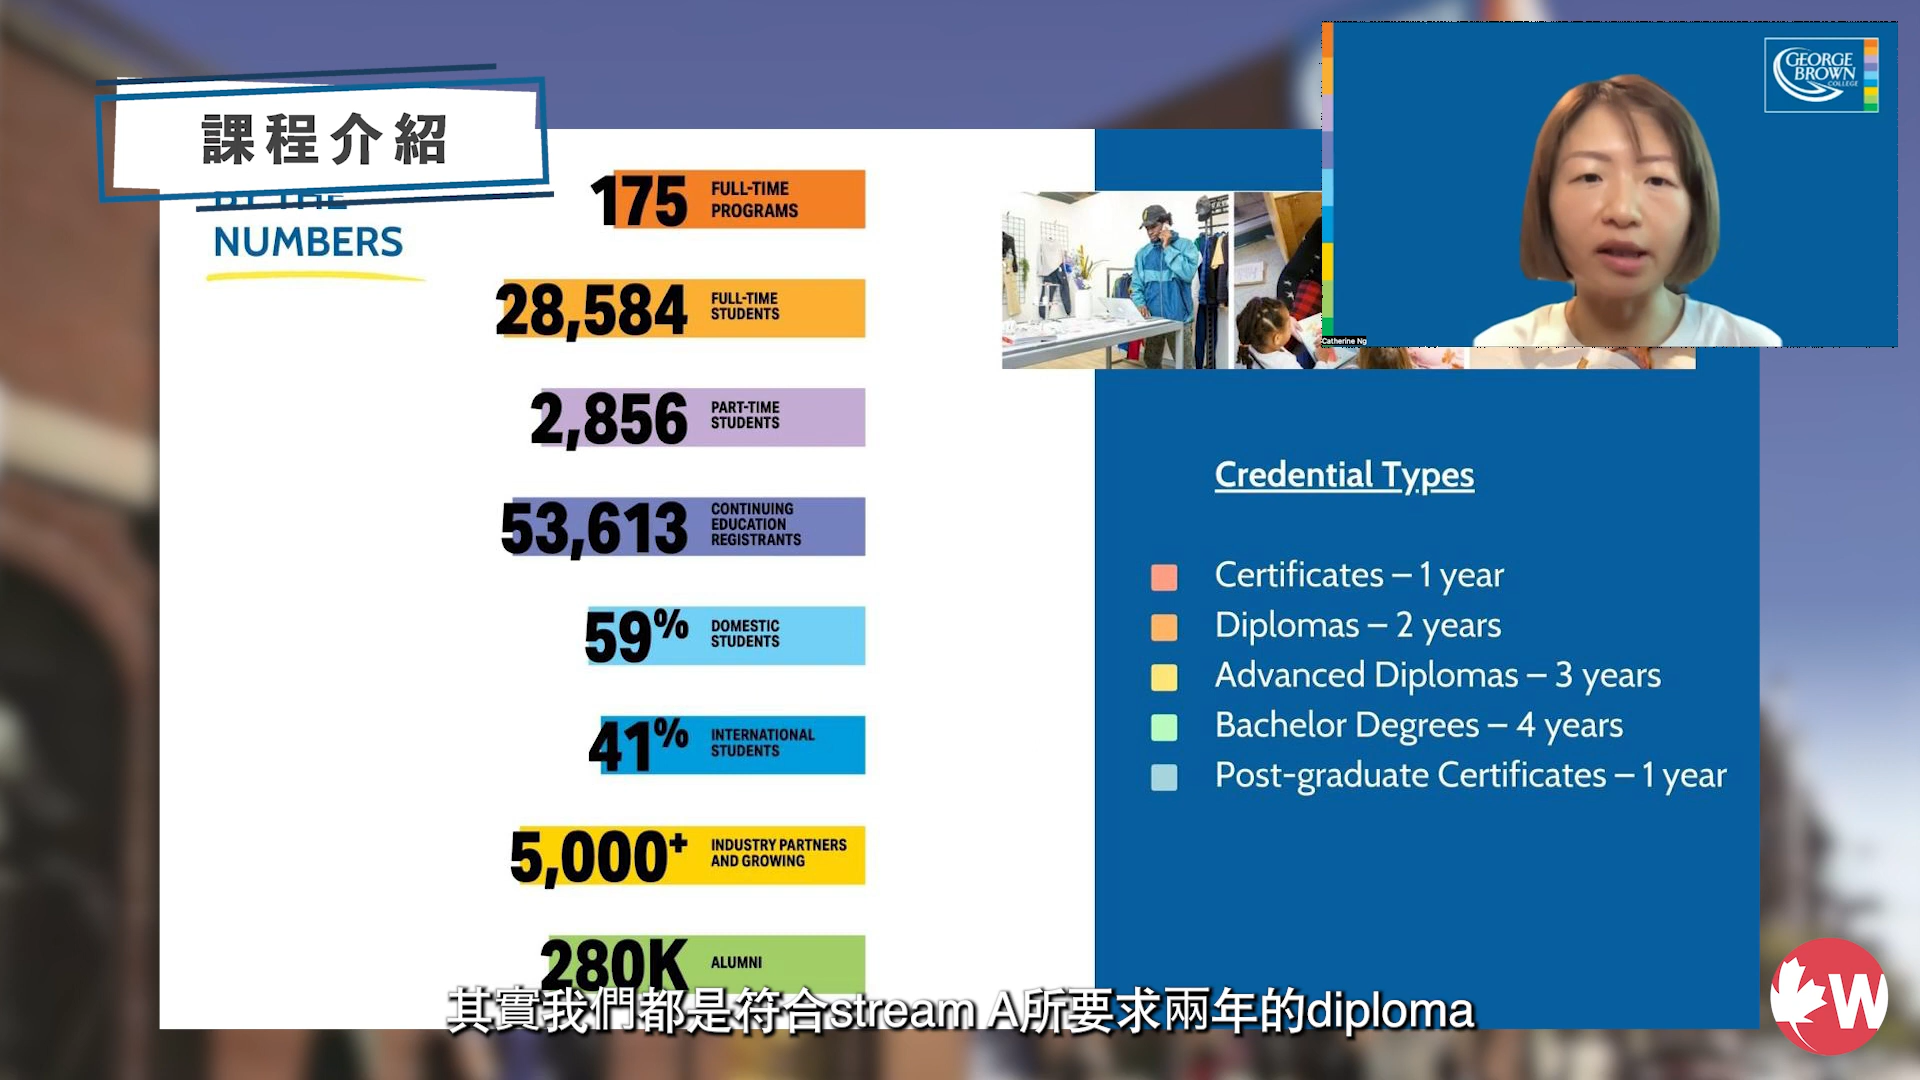 課程介紹
BY THE
NUMBERS
175 FULL-TIME
PROGRAMS
28,584 FULL-TIME
STUDENTS
2,856 PART-TIME
STUDENTS
53,613 CONTINUING
EDUCATION
REGISTRANTS
59% DOMESTIC
STUDENTS
41% INTERNATIONAL
STUDENTS
5,000+ INDUSTRY PARTNERS
AND GROWING
280K ALUMNI
GEORGE
BROWN
COLLEGE
Catherine Ng
Credential Types
Certificates – 1 year
Diplomas – 2 years
Advanced Diplomas – 3 years
Bachelor Degrees – 4 years
Post-graduate Certificates – 1 year
其實我們都是符合stream A所要求兩年的diploma
W